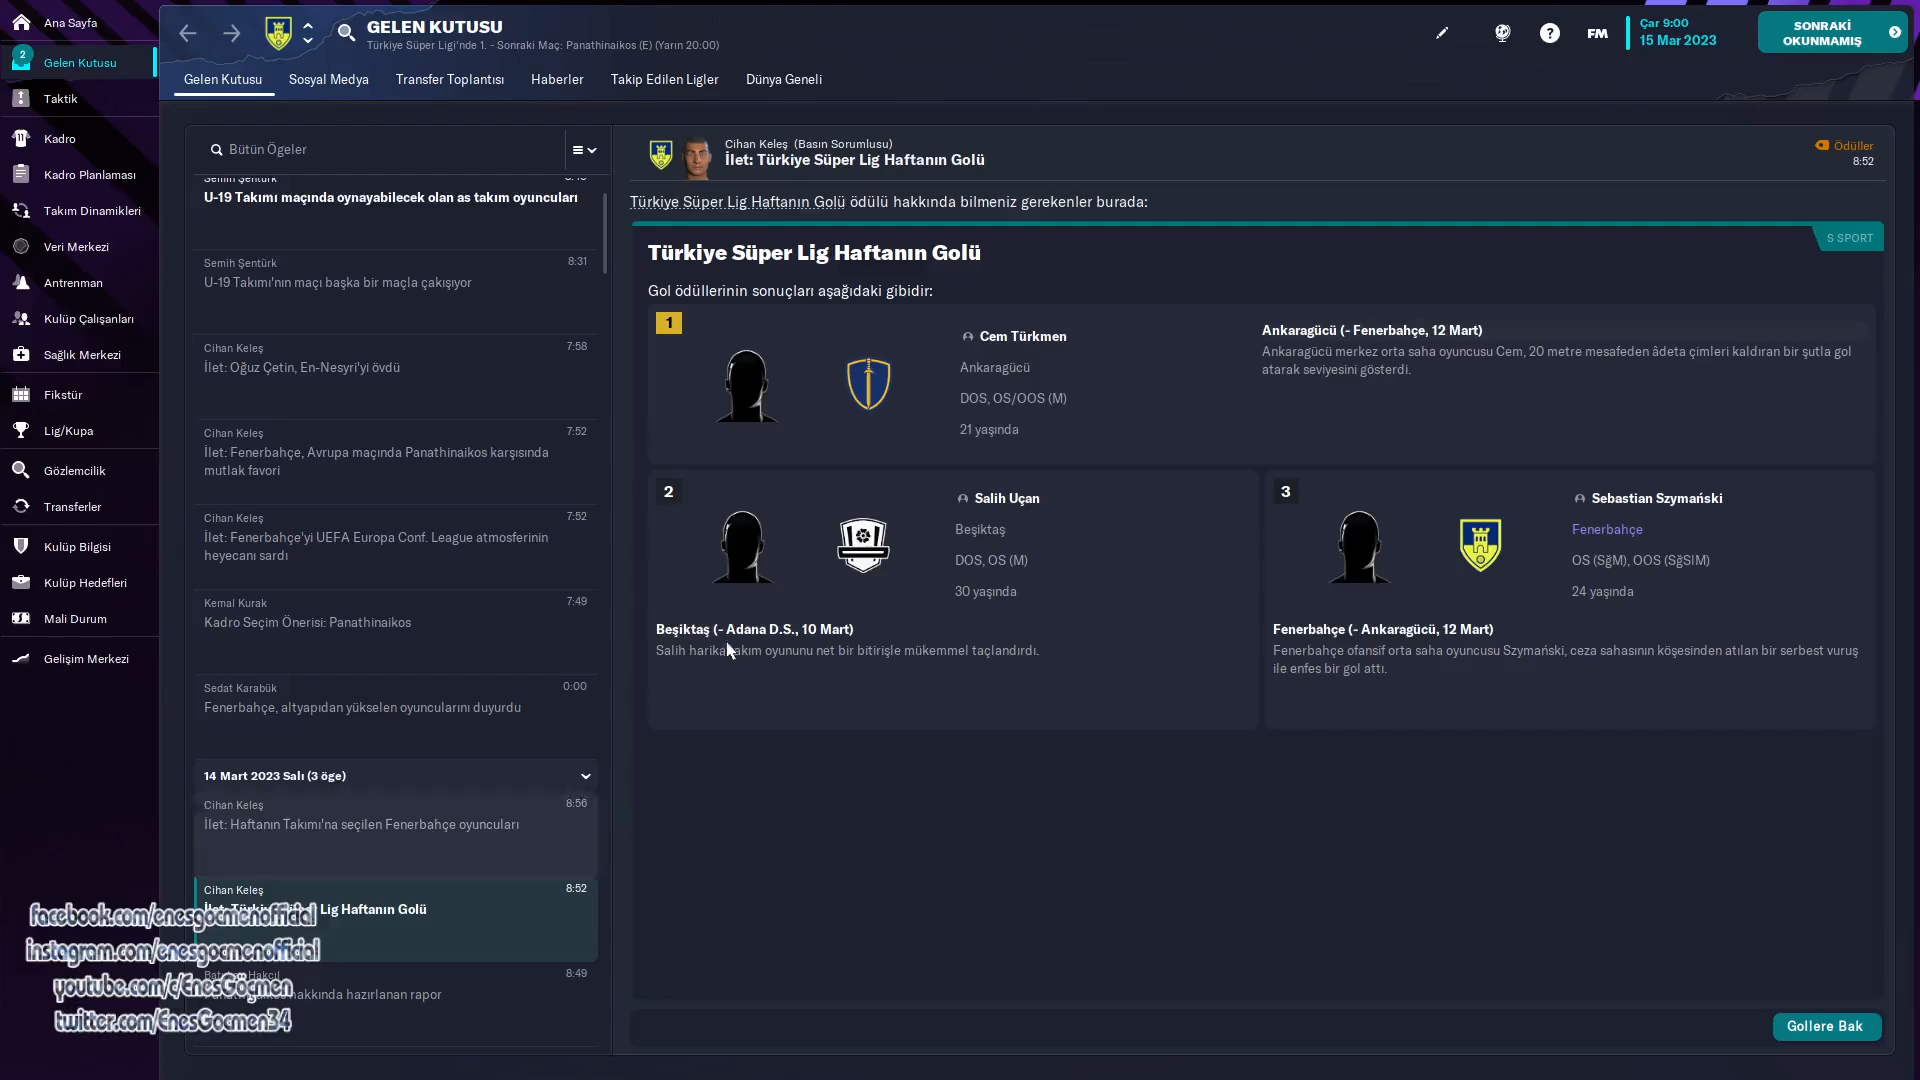 Ana Sayfa
2
Gelen Kutusu
Taktik
11
Kadro
Kadro Planlaması
Takım Dinamikleri
Veri Merkezi
Antrenman
Kulüp Çalışanları
Sağlık Merkezi
Fikstür
Lig/Kupa
Gözlemcilik
Transferler
Kulüp Bilgisi
Kulüp Hedefleri
Mali Durum
Gelişim Merkezi
GELEN KUTUSU
Türkiye Süper Ligi'nde 1. - Sonraki Maç: Panathinaikos (E) (Yarın 20:00)
?
FM
Çar 9:00
15 Mar 2023
SONRAKİ
OKUNMAMIŞ
Gelen Kutusu
Sosyal Medya
Transfer Toplantısı
Haberler
Takip Edilen Ligler
Dünya Geneli
Bütün Ögeler
Semih Şentürk
U-19 Takımı maçında oynayabilecek olan as takım oyuncuları
Semih Şentürk 8:31
U-19 Takımı'nın maçı başka bir maçla çakışıyor
Cihan Keleş 7:58
İlet: Oğuz Çetin, En-Nesyri'yi övdü
Cihan Keleş 7:52
İlet: Fenerbahçe, Avrupa maçında Panathinaikos karşısında
mutlak favori
Cihan Keleş 7:52
İlet: Fenerbahçe'yi UEFA Europa Conf. League atmosferinin
heyecanı sardı
Kemal Kurak 7:49
Kadro Seçim Önerisi: Panathinaikos
Sedat Karabük 0:00
Fenerbahçe, altyapıdan yükselen oyuncularını duyurdu
14 Mart 2023 Salı (3 öge)
Cihan Keleş 8:56
İlet: Haftanın Takımı'na seçilen Fenerbahçe oyuncuları
Cihan Keleş 8:52
Lig Haftanın Golü
8:49
hakkında hazırlanan rapor
facebook.com/enesgocmenofficial
instagram.com/enesgocmenofficial
youtube.com/c/EnesGöçmen
twitter.com/EnesGocmen34
Cihan Keleş (Basın Sorumlusu)
İlet: Türkiye Süper Lig Haftanın Golü
Ödüller
8:52
Türkiye Süper Lig Haftanın Golü ödülü hakkında bilmeniz gerekenler burada:
S SPORT
Türkiye Süper Lig Haftanın Golü
Gol ödüllerinin sonuçları aşağıdaki gibidir:
1
Cem Türkmen
Ankaragücü
DOS, OS/OOS (M)
21 yaşında
Ankaragücü (- Fenerbahçe, 12 Mart)
Ankaragücü merkez orta saha oyuncusu Cem, 20 metre mesafeden âdeta çimleri kaldıran bir şutla gol
atarak seviyesini gösterdi.
2
Salih Uçan
Beşiktaş
DOS, OS (M)
30 yaşında
Beşiktaş (- Adana D.S., 10 Mart)
Salih harika takım oyununu net bir bitirişle mükemmel taçlandırdı.
3
Sebastian Szymański
Fenerbahçe
OS (SğM), OOS (SğSlM)
24 yaşında
Fenerbahçe (- Ankaragücü, 12 Mart)
Fenerbahçe ofansif orta saha oyuncusu Szymański, ceza sahasının köşesinden atılan bir serbest vuruş
ile enfes bir gol attı.
Gollere Bak